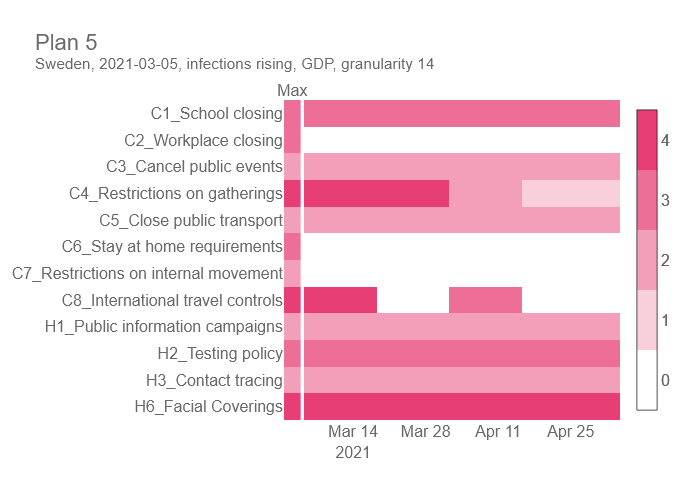 Plan 5
Sweden, 2021-03-05, infections rising, GDP, granularity 14
Max
C1_School closing
C2_Workplace closing
C3_Cancel public events
C4_Restrictions on gatherings
C5_Close public transport
C6_Stay at home requirements
C7_Restrictions on internal movement
C8_International travel controls
H1_Public information campaigns
H2_Testing policy
H3_Contact tracing
H6_Facial Coverings
Mar 14 Mar 28 Apr 11 Apr 25
2021
4
3
2
1
0